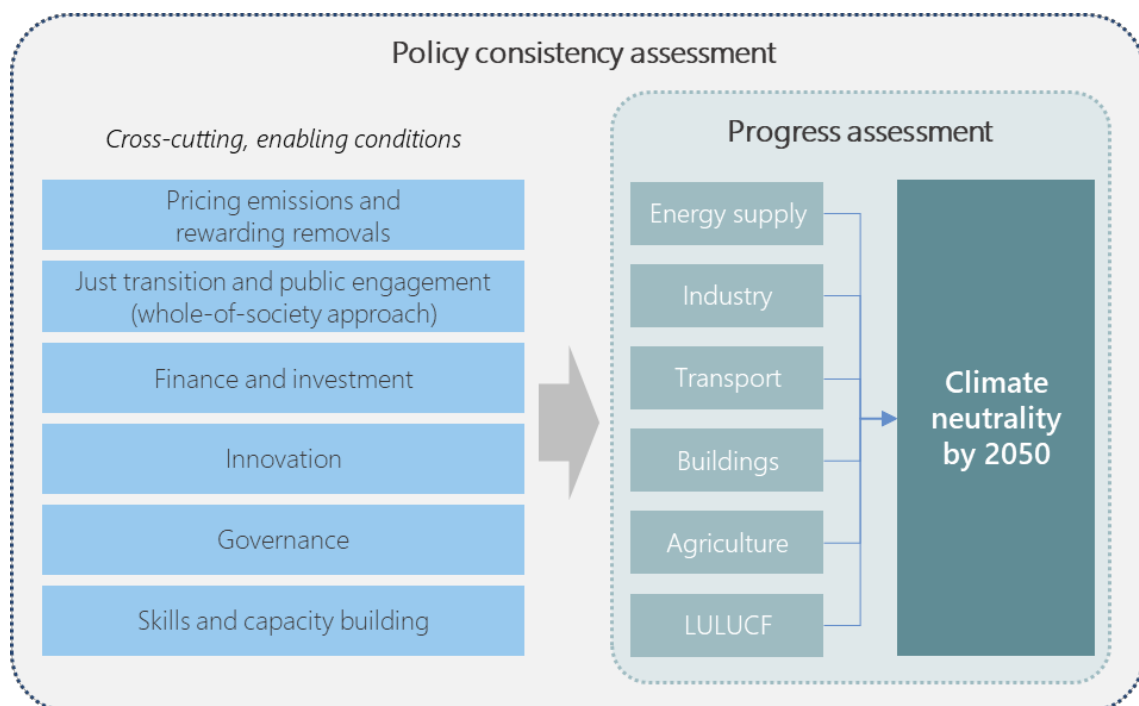 Policy consistency assessment
Cross-cutting, enabling conditions
Pricing emissions and
rewarding removals
Just transition and public engagement
(whole-of-society approach)
Finance and investment
Innovation
Governance
Skills and capacity building
Progress assessment
Energy supply
Industry
Transport
Buildings
Agriculture
LULUCF
Climate
neutrality
by 2050